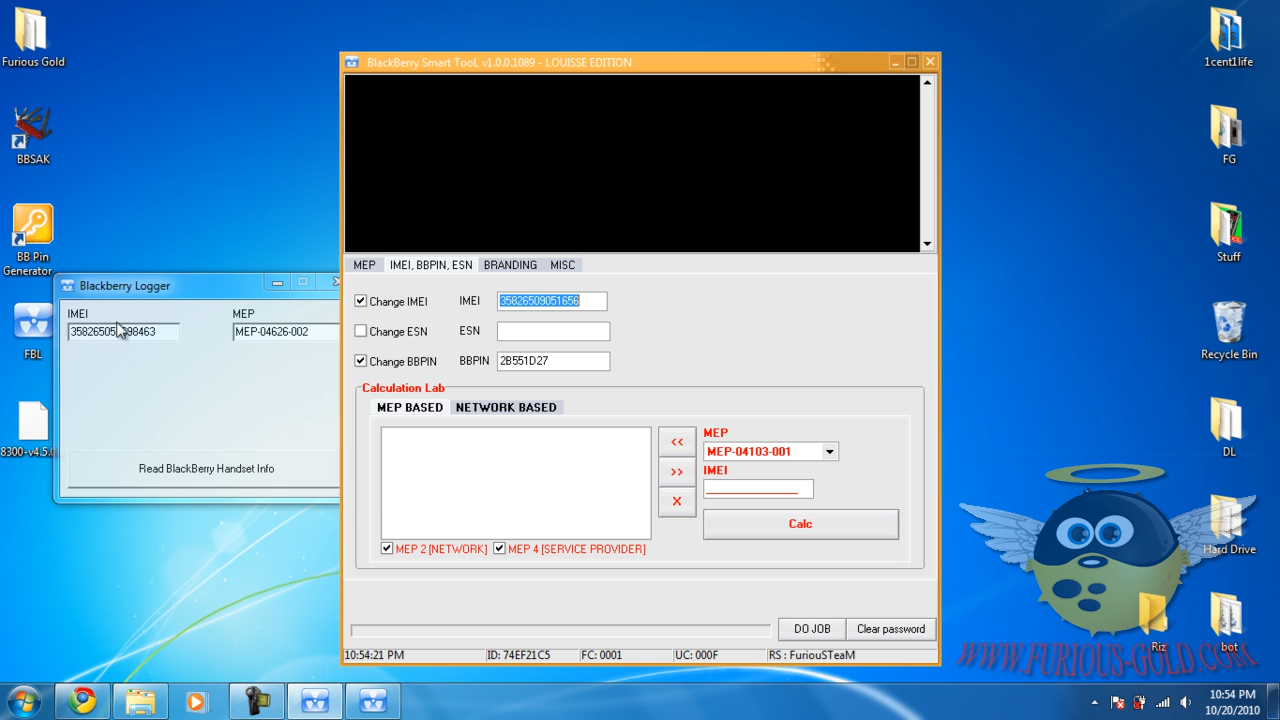 Furious Gold
BBSAK
BB Pin
Generator
FBL
8300-v4.5.0
Blackberry Logger
IMEI
MEP
MEP-04626-002
Read BlackBerry Handset Info
BlackBerry Smart TooL v1.0.0.1089 - LOUISSE EDITION
MEP
IMEI, BBPIN, ESN
BRANDING
MISC
Change IMEI
IMEI
35826509051656
Change ESN
ESN
Change BBPIN
BBPIN
2B551D27
Calculation Lab
MEP BASED
NETWORK BASED
<<
>>
X
MEP
MEP-04103-001
IMEI
Calc
MEP 2 [NETWORK]
MEP 4 [SERVICE PROVIDER]
DO JOB
Clear password
10:54:21 PM
ID: 74EF21C5
FC: 0001
UC: 000F
RS : FuriouSTeaM
1cent1life
FG
Stuff
Recycle Bin
DL
Hard Drive
Riz
bot
WWW.FURIOUS-GOLD.COM
10:54 PM
10/20/2010